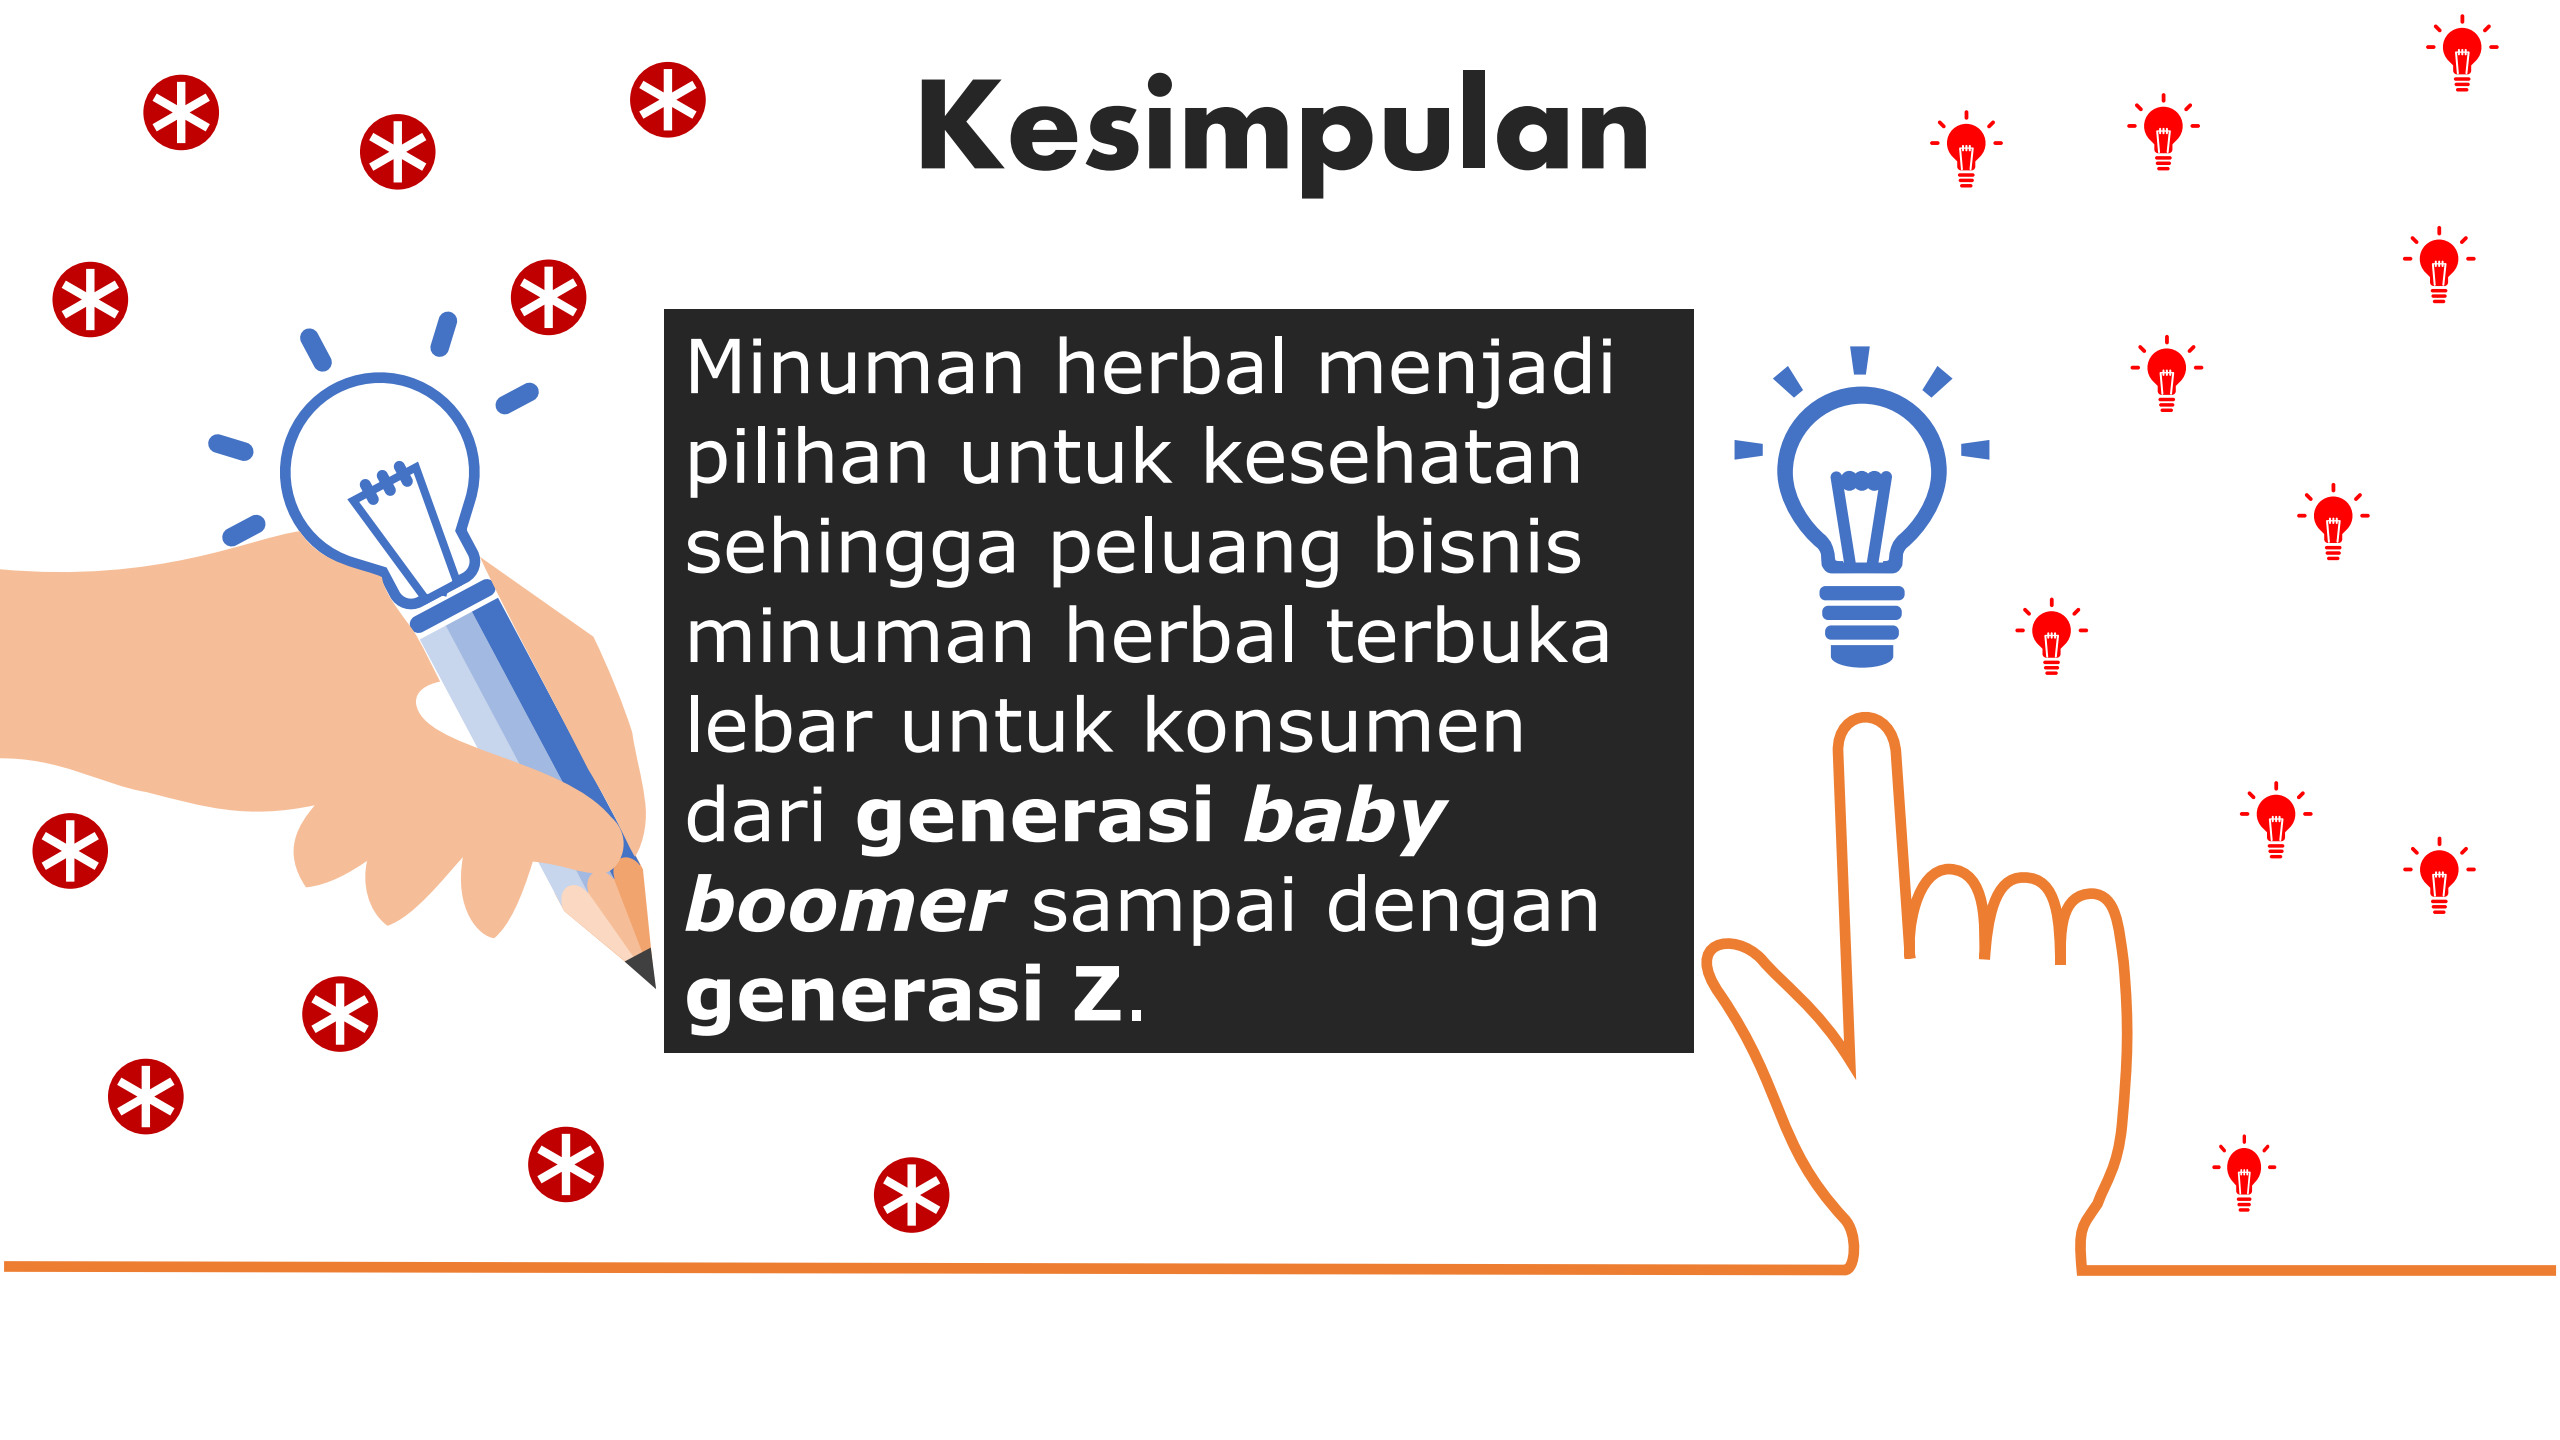 Kesimpulan
Minuman herbal menjadi
pilihan untuk kesehatan
sehingga peluang bisnis
minuman herbal terbuka
lebar untuk konsumen
dari generasi baby
boomer sampai dengan
generasi Z.